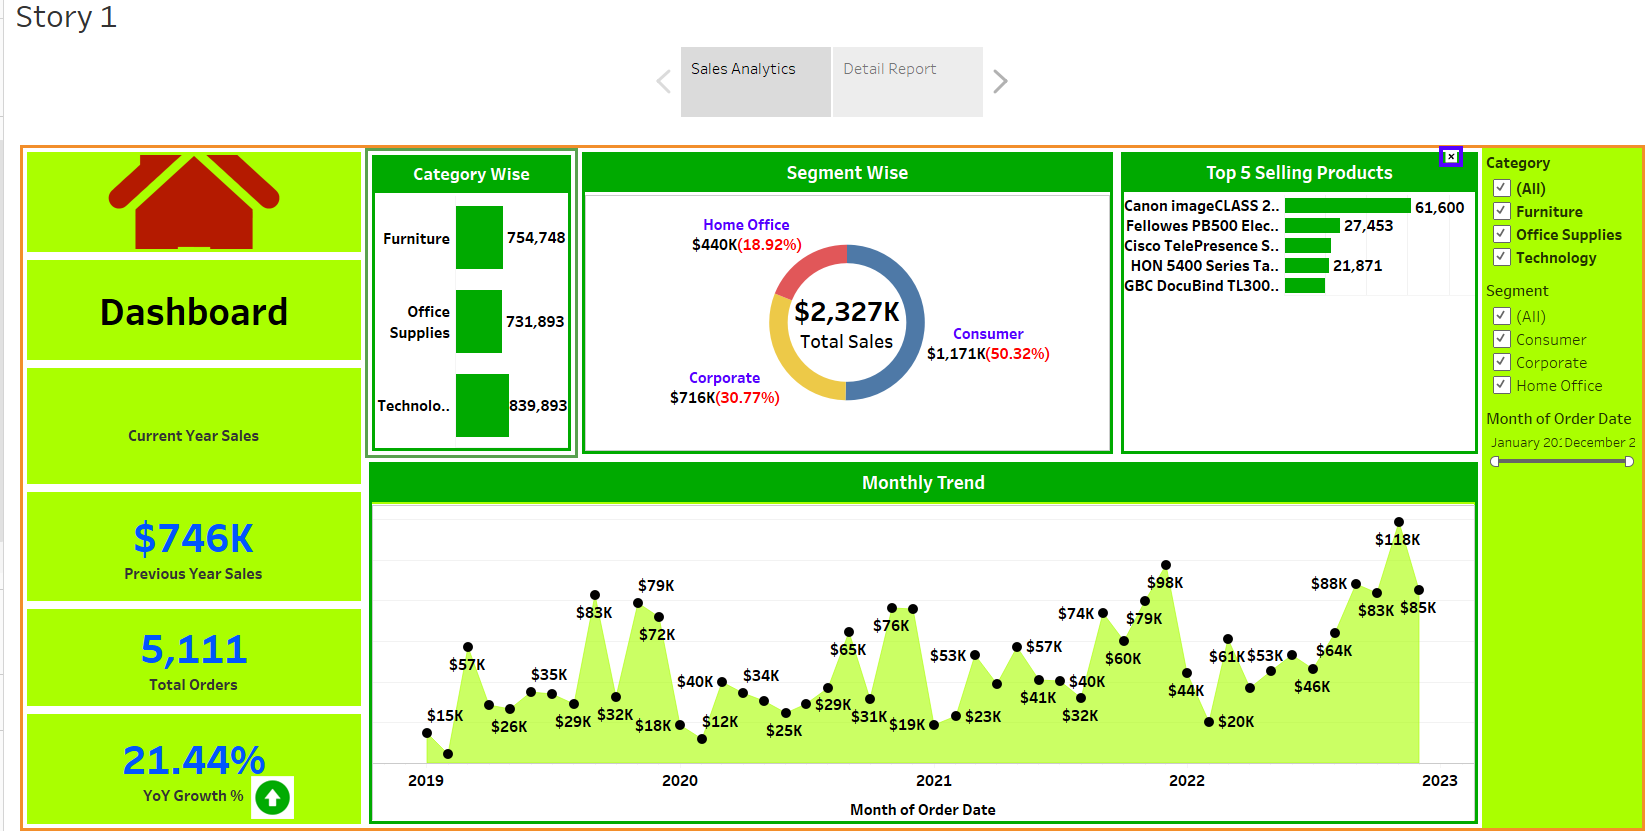 Story 1
Sales Analytics
Detail Report
Dashboard
Current Year Sales
$746K
Previous Year Sales
5,111
Total Orders
21.44%
YoY Growth %
Category Wise
Furniture
754,748
Office
Supplies
731,893
Technolo..
839,893
Segment Wise
Home Office
$440K(18.92%)
$2,327K
Total Sales
Consumer
$1,171K(50.32%)
Corporate
$716K(30.77%)
Top 5 Selling Products
Canon imageCLASS 2..
61,600
Fellowes PB500 Elec..
27,453
Cisco TelePresence S..
HON 5400 Series Ta..
21,871
GBC DocuBind TL300..
Category
(All)
Furniture
Office Supplies
Technology
Segment
(All)
Consumer
Corporate
Home Office
Month of Order Date
January 201 December 2
Monthly Trend
$15K
$57K
$26K
$35K
$29K
$83K
$32K
$79K
$72K
$18K
$12K
$40K
$34K
$25K
$29K
$65K
$31K
$76K
$19K
$23K
$53K
$57K
$41K
$40K
$32K
$74K
$60K
$79K
$98K
$44K
$20K
$61K
$53K
$46K
$64K
$88K
$83K
$118K
$85K
2019
2020
2021
2022
2023
Month of Order Date